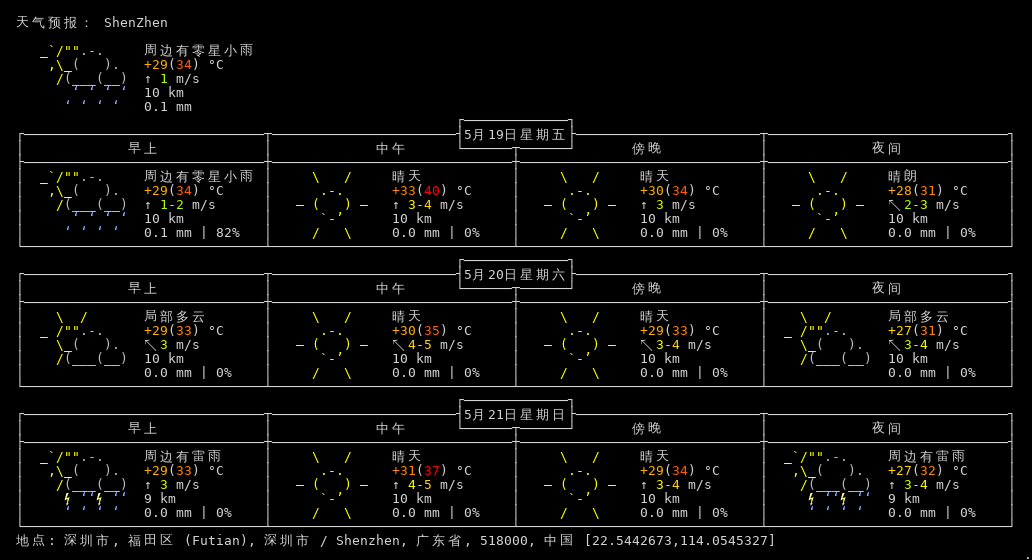 天气预报： ShenZhen
周边有零星小雨
+29(34) °C
↑ 1 m/s
10 km
0.1 mm
5月19日星期五
早上 中午 傍晚 夜间
周边有零星小雨 晴天 晴天 晴朗
+29(34) °C +33(40) °C +30(34) °C +28(31) °C
↑ 1-2 m/s ↑ 3-4 m/s ↑ 3 m/s ↖ 2-3 m/s
10 km 10 km 10 km 10 km
0.1 mm | 82% 0.0 mm | 0% 0.0 mm | 0% 0.0 mm | 0%
5月20日星期六
早上 中午 傍晚 夜间
局部多云 晴天 晴天 局部多云
+29(33) °C +30(35) °C +29(33) °C +27(31) °C
↖ 3 m/s ↖ 4-5 m/s ↖ 3-4 m/s ↖ 3-4 m/s
10 km 10 km 10 km 10 km
0.0 mm | 0% 0.0 mm | 0% 0.0 mm | 0% 0.0 mm | 0%
5月21日星期日
早上 中午 傍晚 夜间
周边有雷雨 晴天 晴天 周边有雷雨
+29(33) °C +31(37) °C +29(34) °C +27(32) °C
↑ 3 m/s ↑ 4-5 m/s ↑ 3-4 m/s ↑ 3-4 m/s
9 km 10 km 10 km 9 km
0.0 mm | 0% 0.0 mm | 0% 0.0 mm | 0% 0.0 mm | 0%
地点: 深圳市, 福田区 (Futian), 深圳市 / Shenzhen, 广东省, 518000, 中国 [22.5442673,114.0545327]